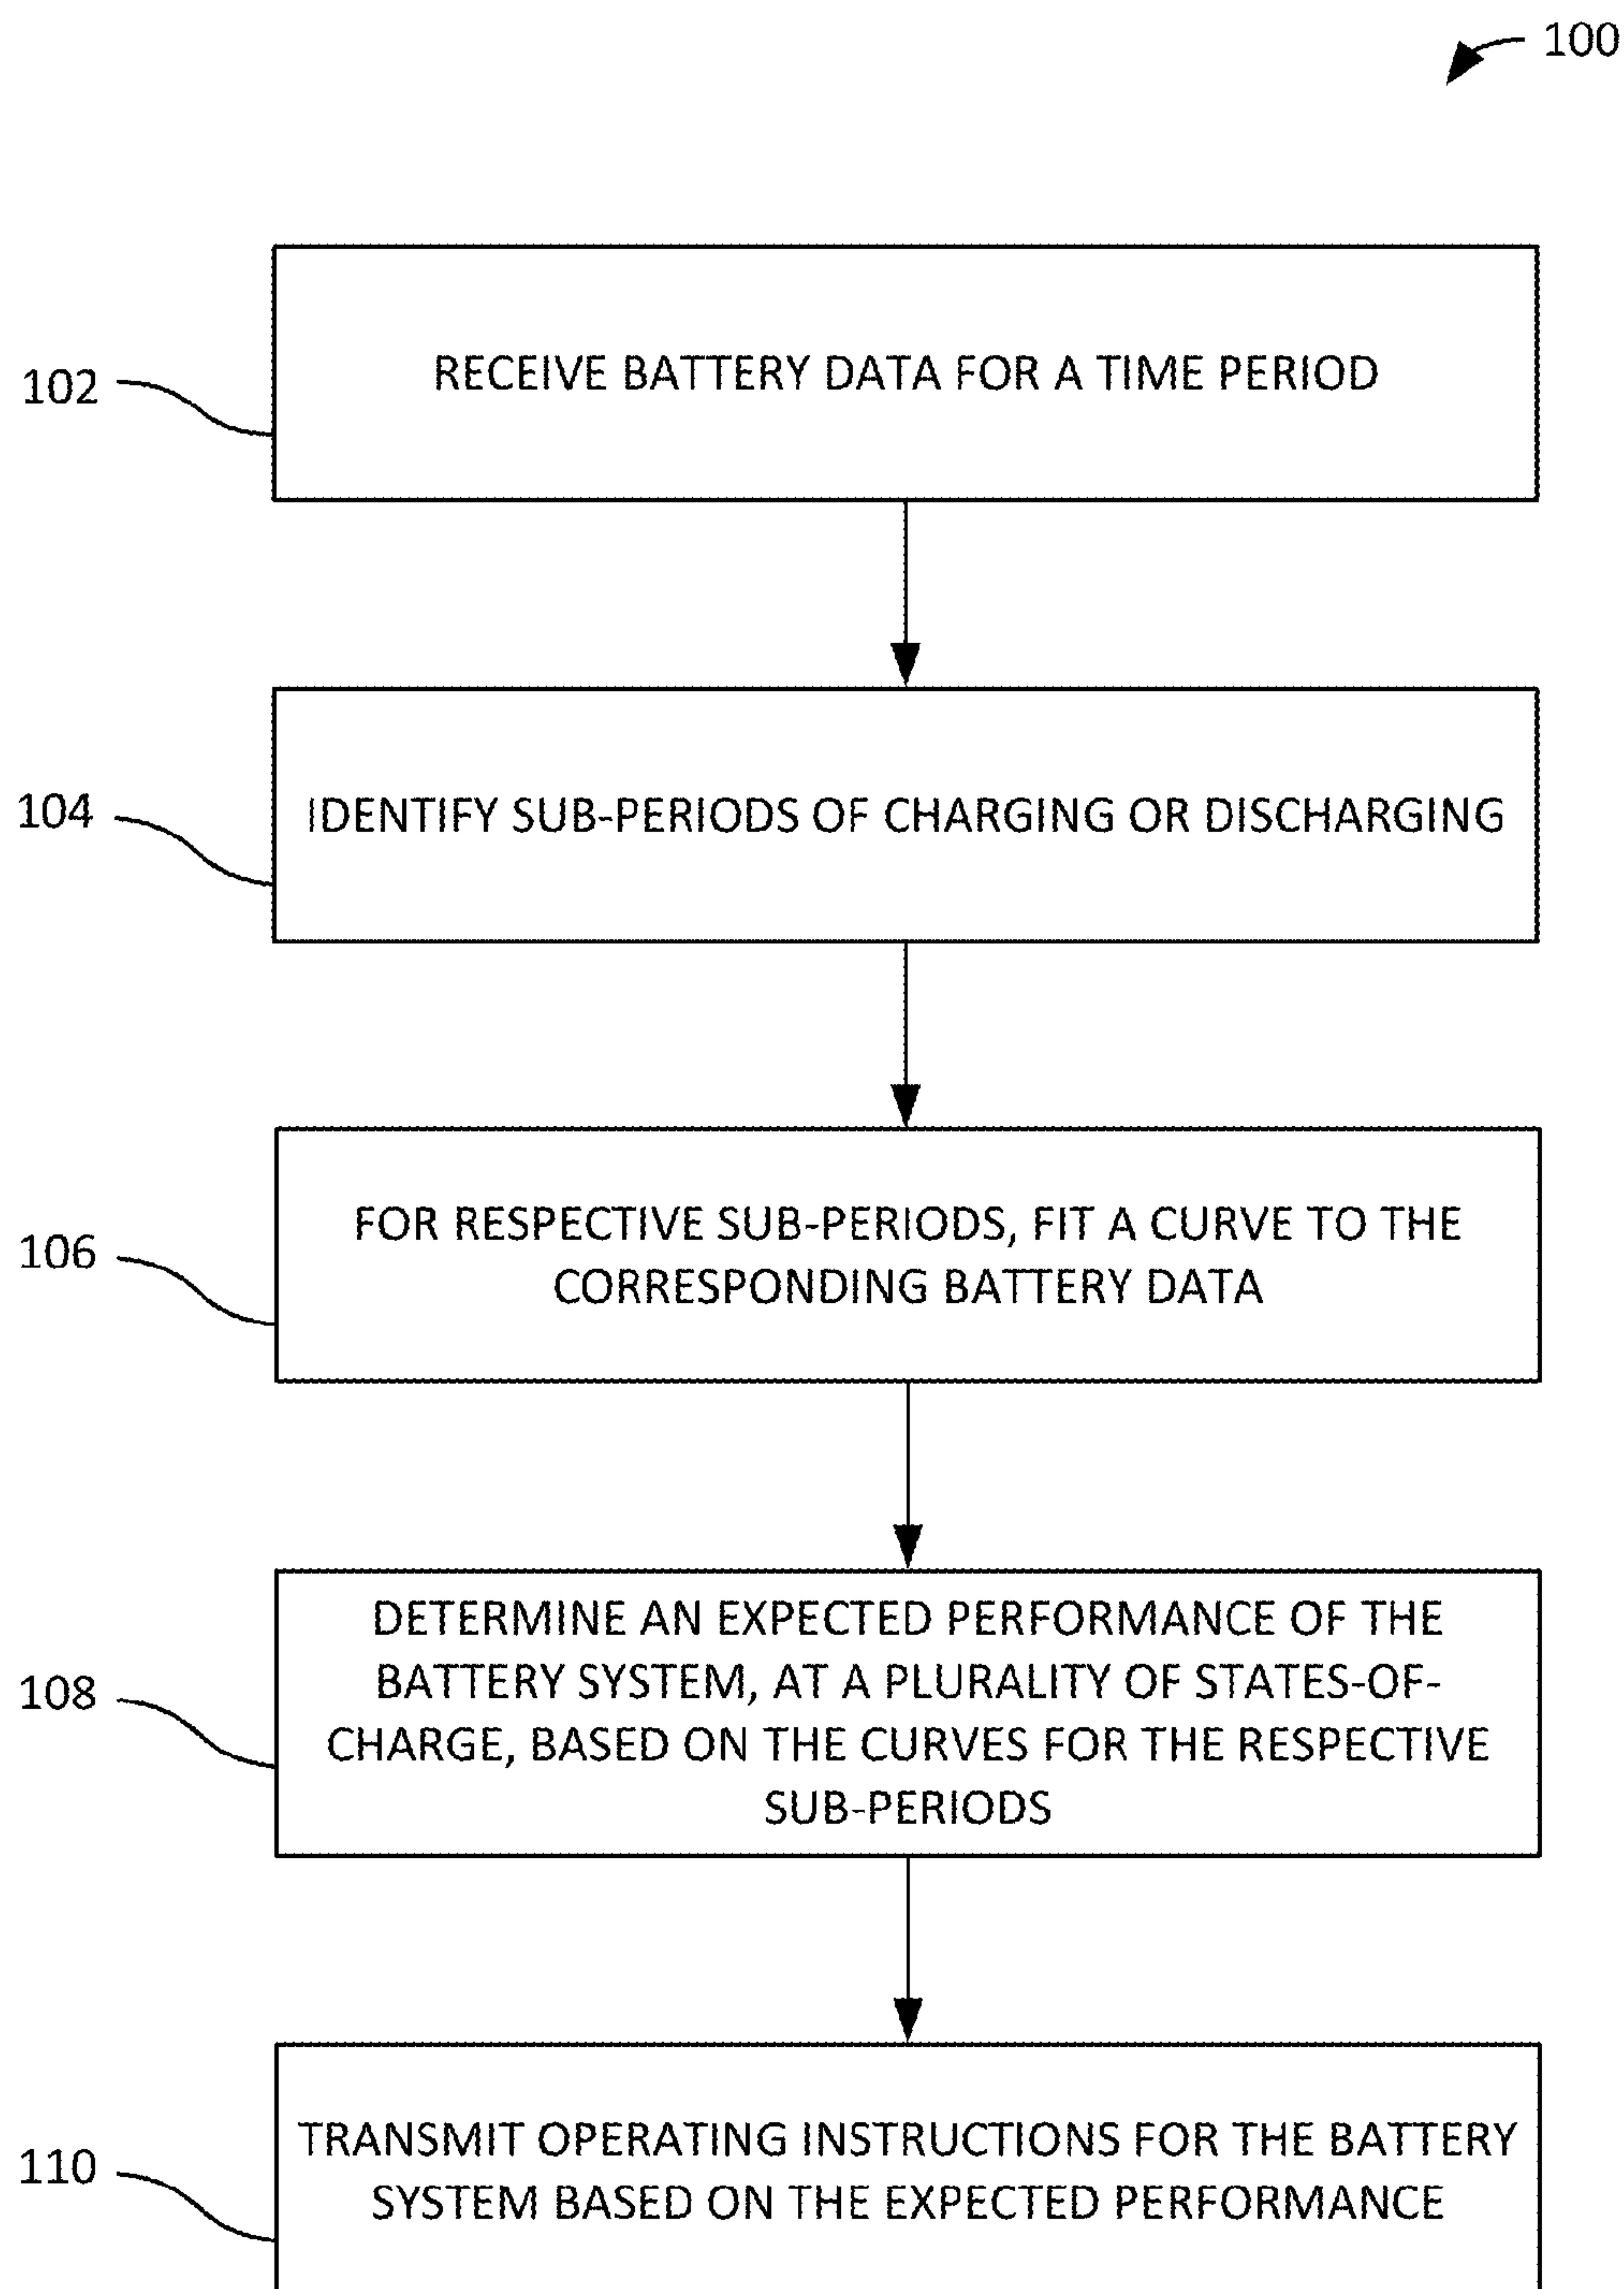 100
RECEIVE BATTERY DATA FOR A TIME PERIOD
102
IDENTIFY SUB-PERIODS OF CHARGING OR DISCHARGING
104
FOR RESPECTIVE SUB-PERIODS, FIT A CURVE TO THE
CORRESPONDING BATTERY DATA
106
DETERMINE AN EXPECTED PERFORMANCE OF THE
BATTERY SYSTEM, AT A PLURALITY OF STATES-OF-
CHARGE, BASED ON THE CURVES FOR THE RESPECTIVE
SUB-PERIODS
108
TRANSMIT OPERATING INSTRUCTIONS FOR THE BATTERY
SYSTEM BASED ON THE EXPECTED PERFORMANCE
110